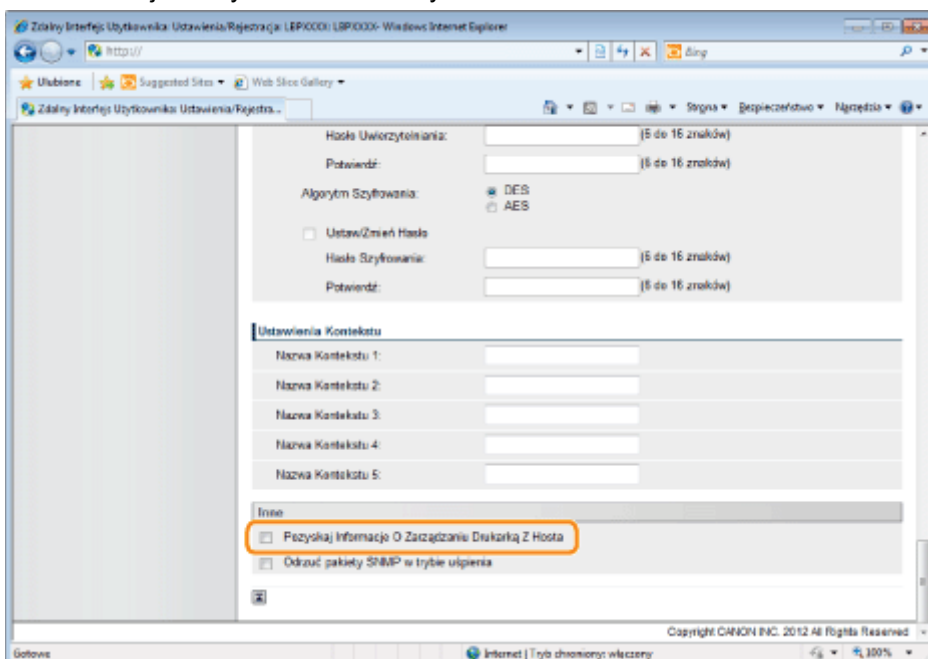 Zdalny Interfejs Użytkownika: Ustawienia/Rejestracja: LBPXXXX: LBPXXXX- Windows Internet Explorer
http://
Bing
Ulubione Suggested Sites Web Slice Gallery
Zdalny Interfejs Użytkownika: Ustawienia/Rejestra...
Strona Bezpieczeństwo Narzędzia
Hasło Uwierzytelniania: (6 do 16 znaków)
Potwierdź: (6 do 16 znaków)
Algorytm Szyfrowania: DES
AES
Ustaw/Zmień Hasło
Hasło Szyfrowania: (6 do 16 znaków)
Potwierdź: (6 do 16 znaków)
Ustawienia Kontekstu
Nazwa Kontekstu 1:
Nazwa Kontekstu 2:
Nazwa Kontekstu 3:
Nazwa Kontekstu 4:
Nazwa Kontekstu 5:
Inne
Pozyskaj Informacje O Zarządzaniu Drukarką Z Hosta
Odrzuć pakiety SNMP w trybie uśpienia
Copyright CANON INC. 2012 All Rights Reserved
Gotowe Internet | Tryb chroniony: włączony 100%